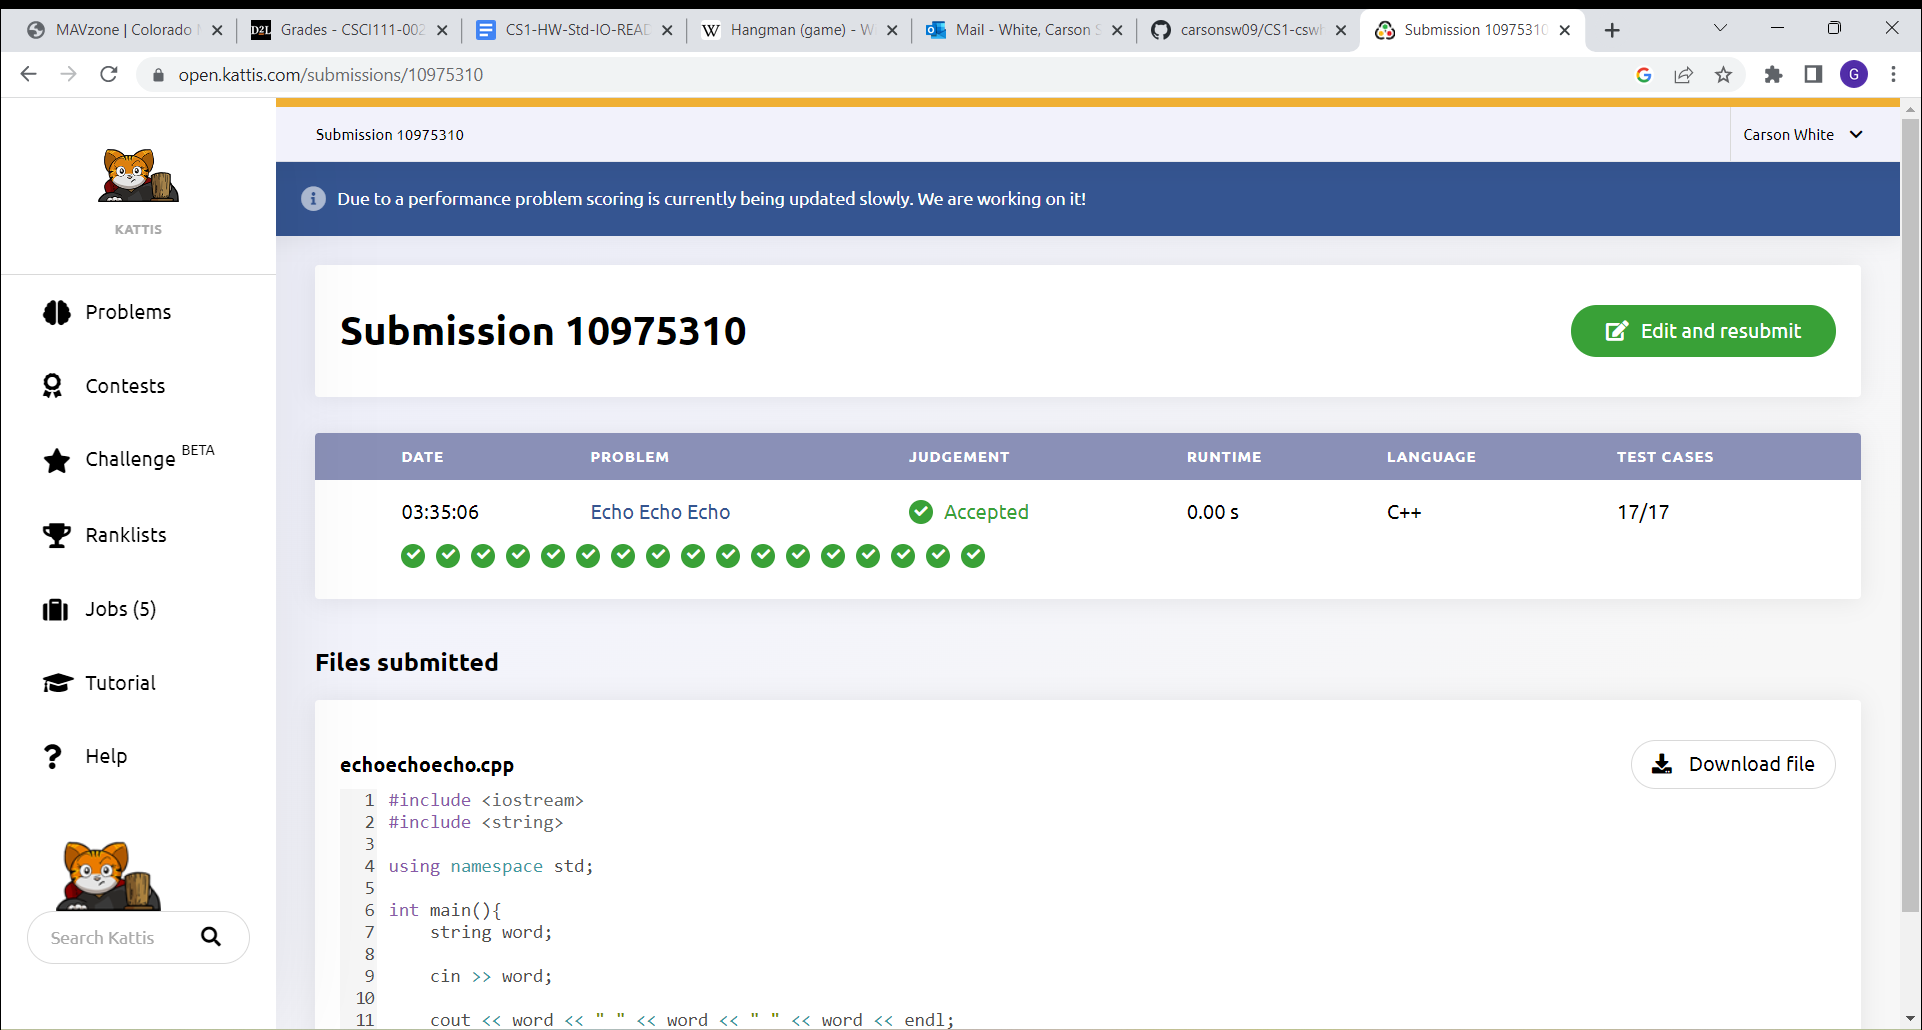 MAVzone | Colorado
Grades - CSCI111-002
CS1-HW-Std-IO-READ
Hangman (game) - W
Mail - White, Carson S
carsonsw09/CS1-cswh
Submission 10975310
open.kattis.com/submissions/10975310
G
Submission 10975310
Carson White
KATTIS
Due to a performance problem scoring is currently being updated slowly. We are working on it!
Problems
Contests
Challenge BETA
Ranklists
Jobs (5)
Tutorial
Help
Search Kattis
Submission 10975310
Edit and resubmit
DATE PROBLEM JUDGEMENT RUNTIME LANGUAGE TEST CASES
03:35:06 Echo Echo Echo Accepted 0.00 s C++ 17/17
Files submitted
echoechoecho.cpp
Download file
1 #include <iostream>
2 #include <string>
3
4 using namespace std;
5
6 int main(){
7 string word;
8
9 cin >> word;
10
11 cout << word << " " << word << " " << word << endl;